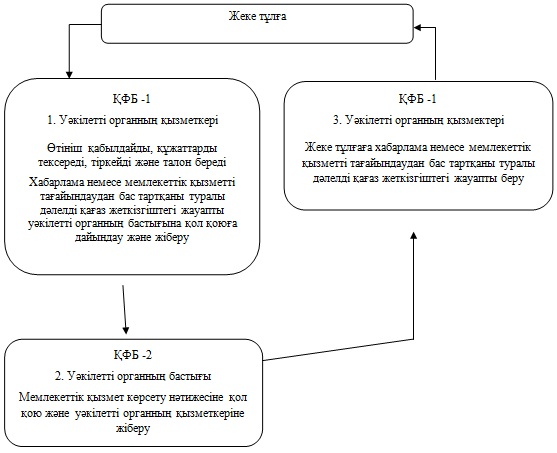 Жеке тұлға
ҚФБ -1
1. Уәкілетті органның қызметкері
Өтініш қабылдайды, құжаттарды
тексереді, тіркейді және талон береді
Хабарлама немесе мемлекеттік қызметті
тағайындаудан бас тартқаны туралы
дәлелді қағаз жеткізгіштегі жауапты
уәкілетті органның бастығына қол қоюға
дайындау және жіберу
ҚФБ -2
2. Уәкілетті органның бастығы
Мемлекеттік қызмет көрсету нәтижесіне қол
қою және уәкілетті органның қызметкеріне
жіберу
ҚФБ -1
3. Уәкілетті органның қызмектері
Жеке тұлғаға хабарлама немесе мемлекеттік
қызметті тағайындаудан бас тартқаны туралы
дәлелді қағаз жеткізгіштегі жауапты беру